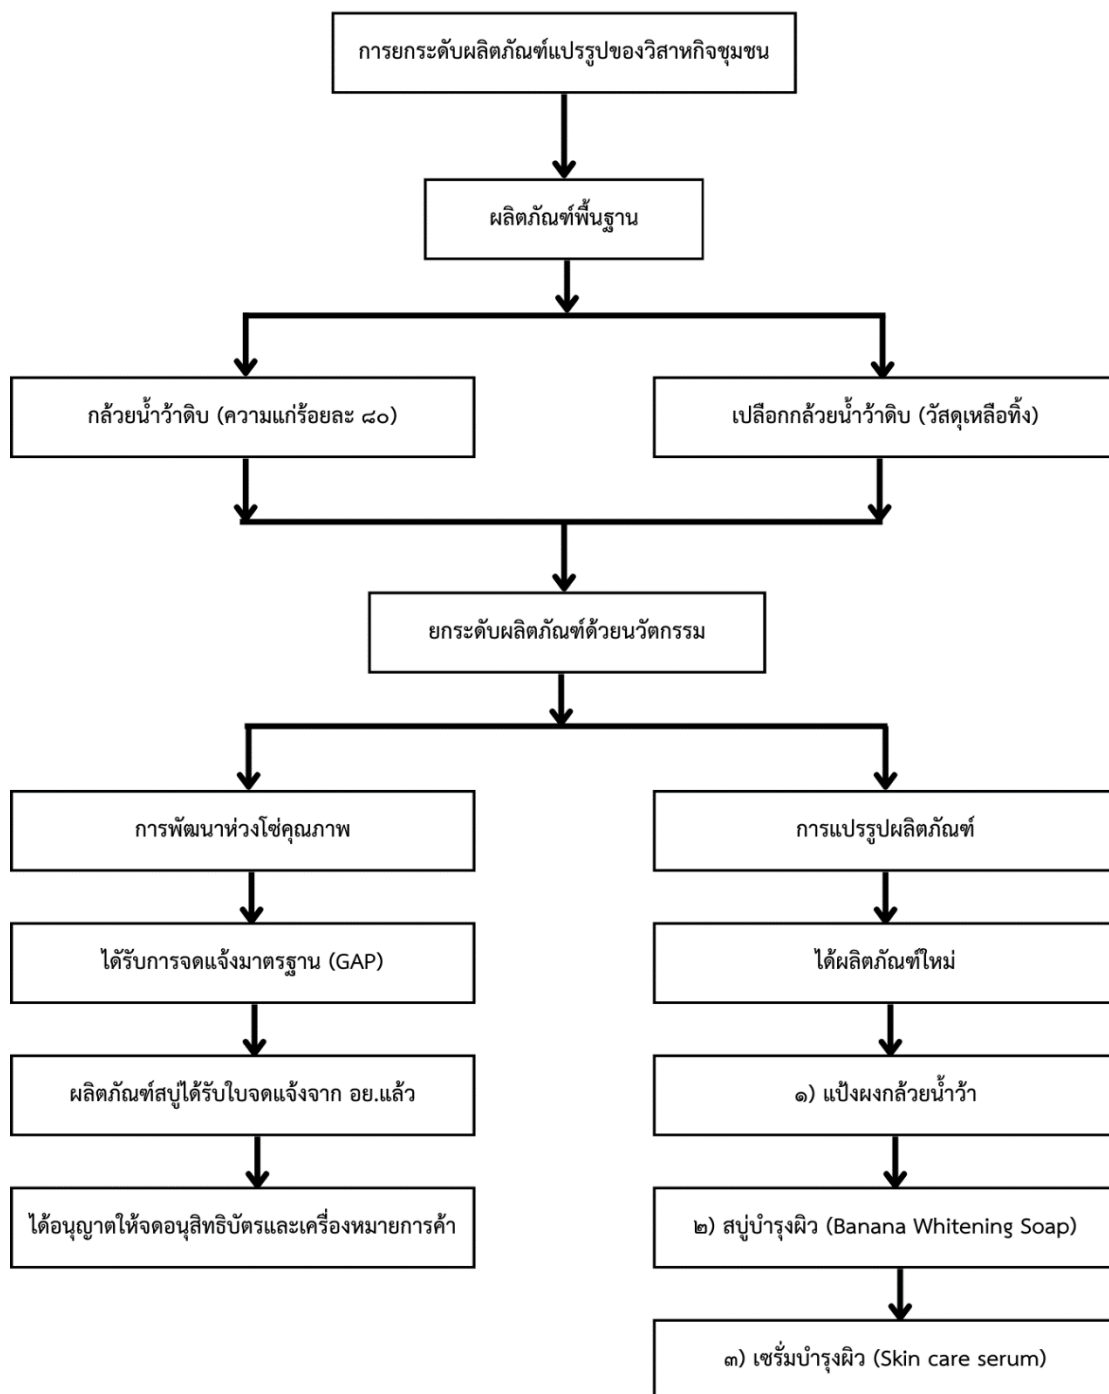 การยกระดับผลิตภัณฑ์แปรรูปของวิสาหกิจชุมชน
ผลิตภัณฑ์พื้นฐาน
กล้วยน้ำว้าดิบ (ความแก่ร้อยละ ๘๐)
เปลือกกล้วยน้ำว้าดิบ (วัสดุเหลือทิ้ง)
ยกระดับผลิตภัณฑ์ด้วยนวัตกรรม
การพัฒนาห่วงโซ่คุณภาพ
การแปรรูปผลิตภัณฑ์
ได้รับการจดแจ้งมาตรฐาน (GAP)
ได้ผลิตภัณฑ์ใหม่
ผลิตภัณฑ์สบู่ได้รับใบจดแจ้งจาก อย.แล้ว
๑) แป้งผงกล้วยน้ำว้า
ได้อนุญาตให้จดอนุสิทธิบัตรและเครื่องหมายการค้า
๒) สบู่บำรุงผิว (Banana Whitening Soap)
๓) เซรั่มบำรุงผิว (Skin care serum)